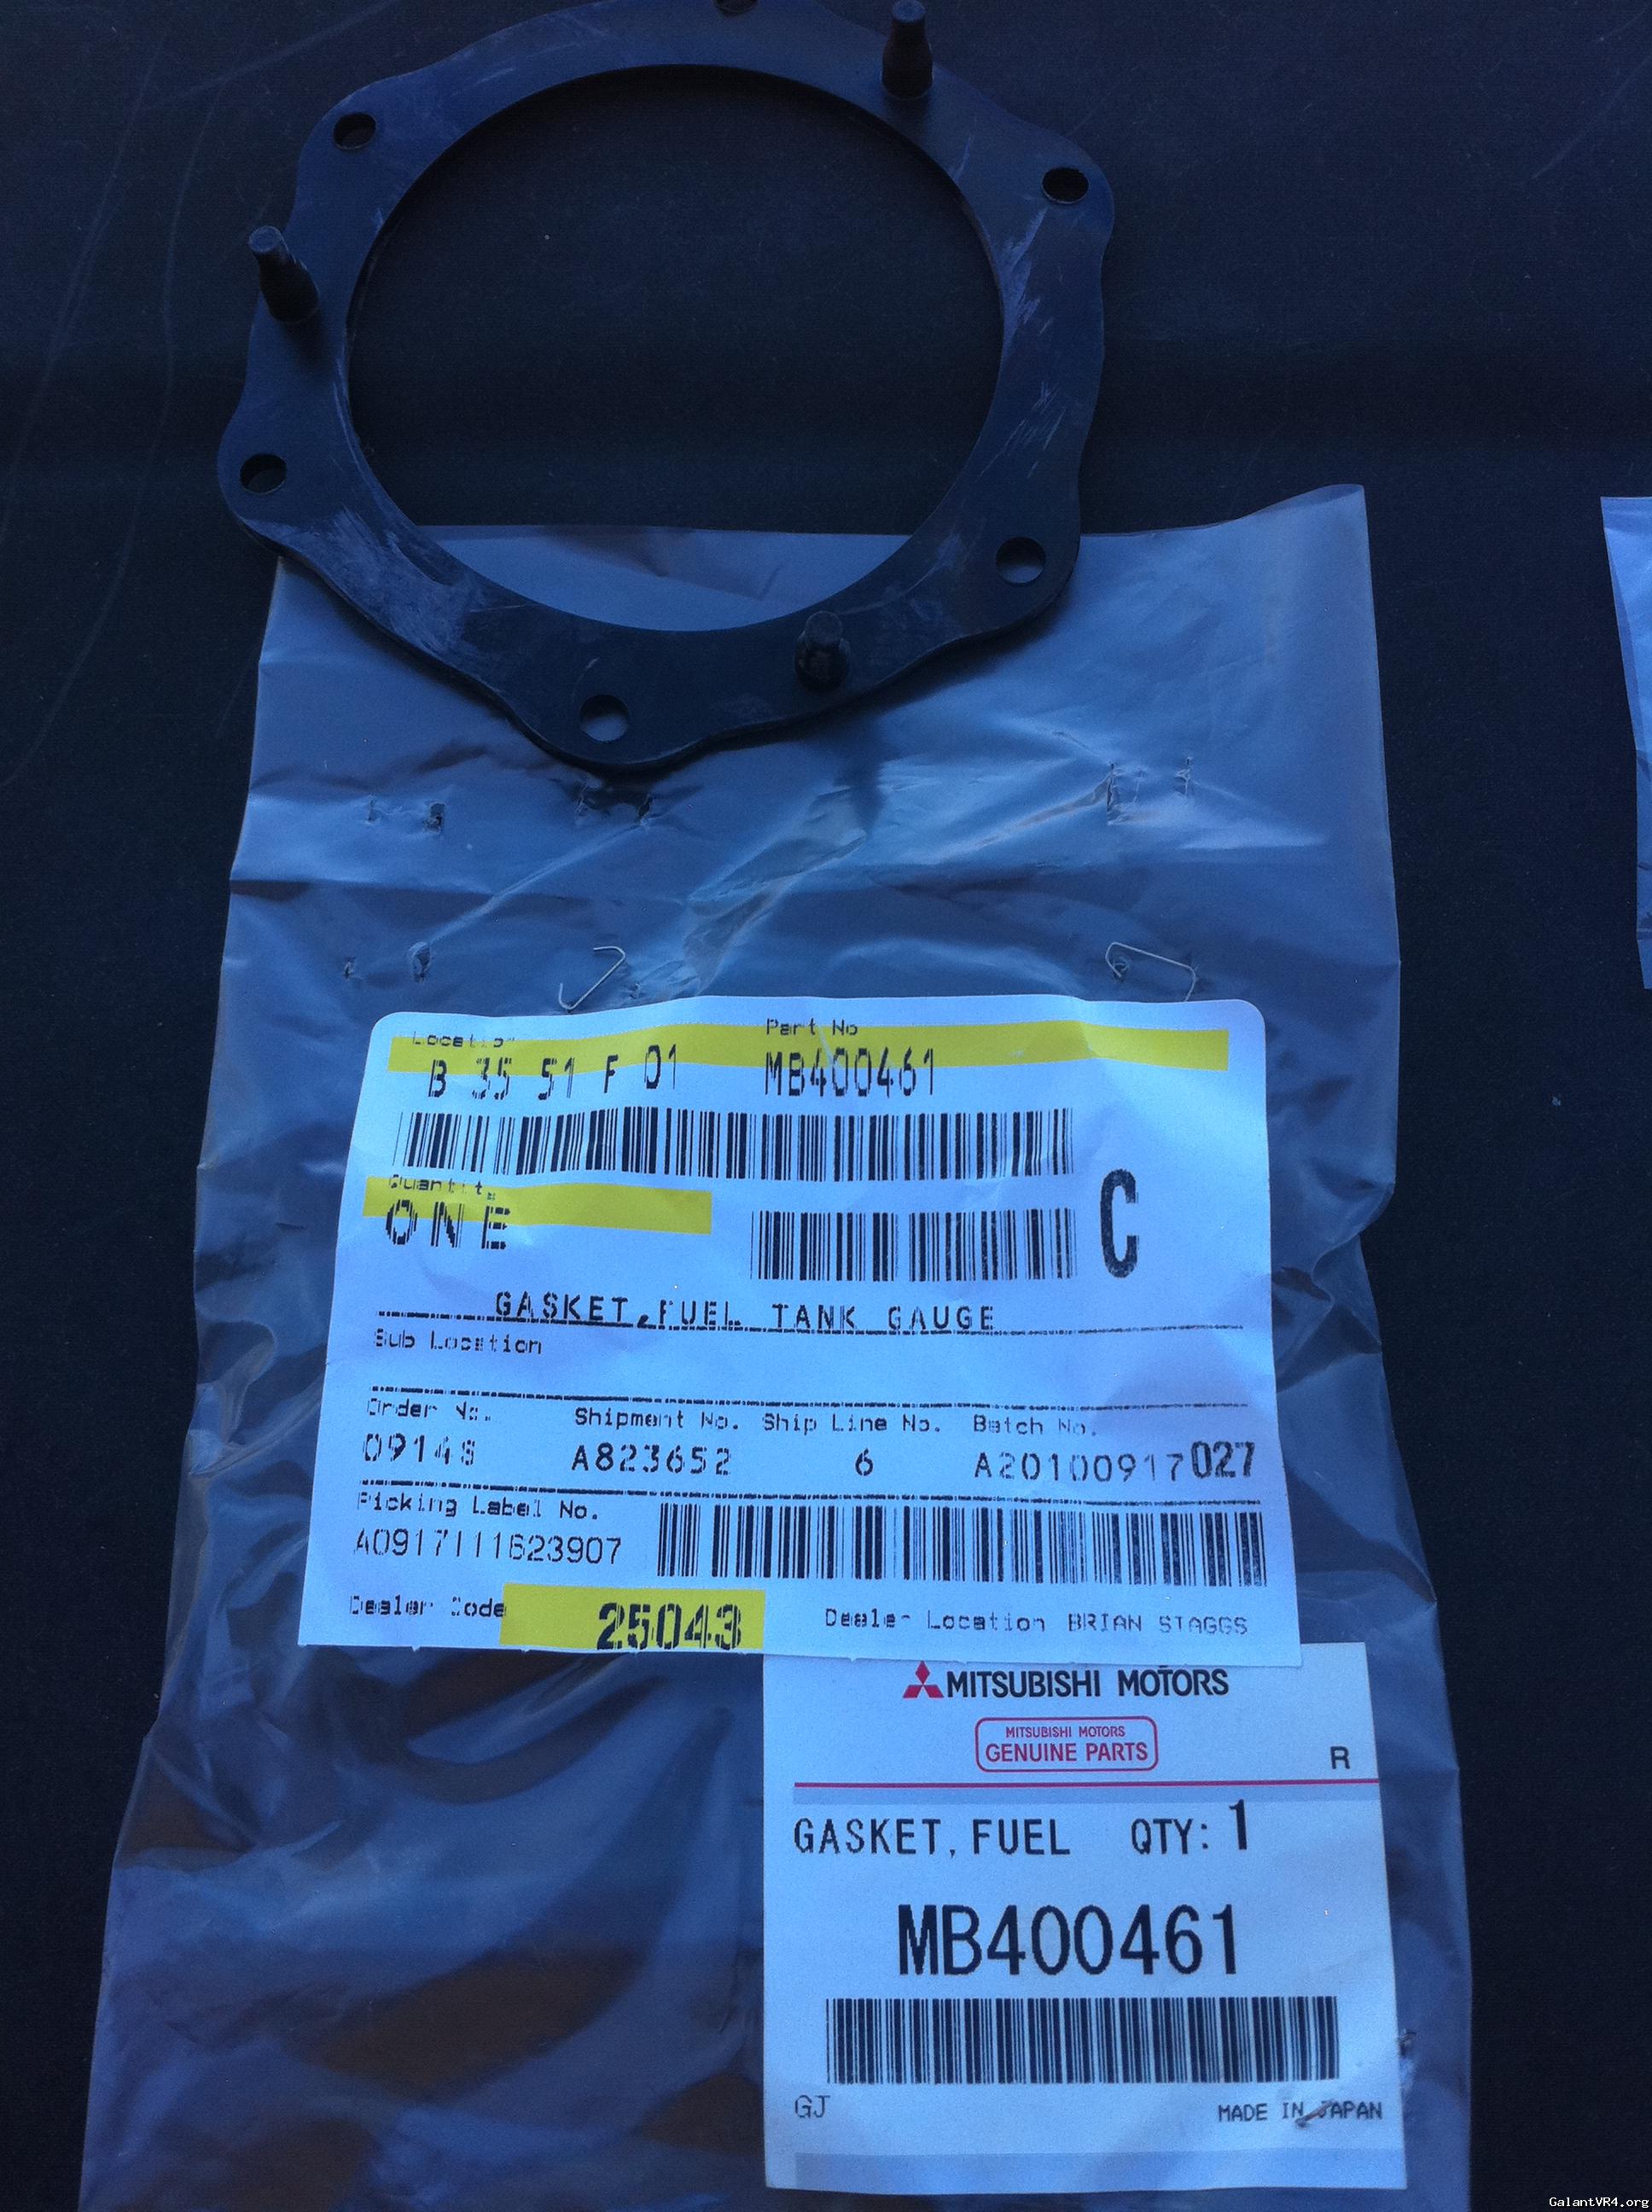 Location Part No
B 35 51 F 01 MB400461
Quantity
ONE
C
GASKET,FUEL TANK GAUGE
Sub Location
Order No. Shipment No. Ship Line No. Batch No.
09148 A823652 6 A20100917027
Picking Label No.
A0917111623907
Dealer Code 25043 Dealer Location BRIAN STAGGS
MITSUBISHI MOTORS
MITSUBISHI MOTORS
GENUINE PARTS
R
GASKET, FUEL QTY: 1
MB400461
GJ MADE IN JAPAN
GalantVR4.org